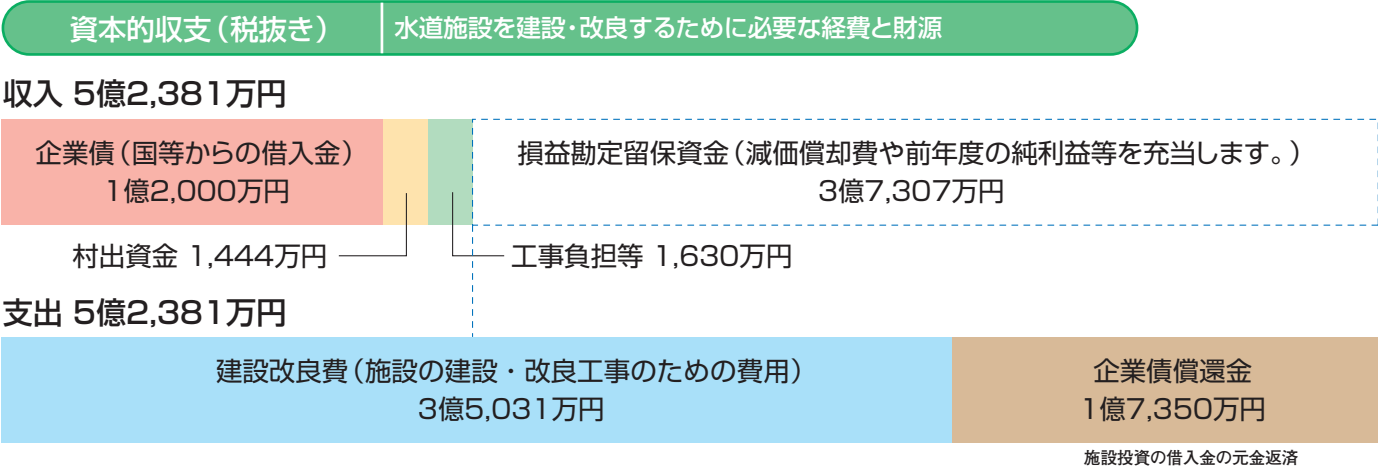 資本的収支（税抜き） 水道施設を建設・改良するために必要な経費と財源
収入 5億2,381万円
企業債（国等からの借入金）
1億2,000万円
損益勘定留保資金（減価償却費や前年度の純利益等を充当します。）
3億7,307万円
村出資金 1,444万円
工事負担等 1,630万円
支出 5億2,381万円
建設改良費（施設の建設・改良工事のための費用）
3億5,031万円
企業債償還金
1億7,350万円
施設投資の借入金の元金返済